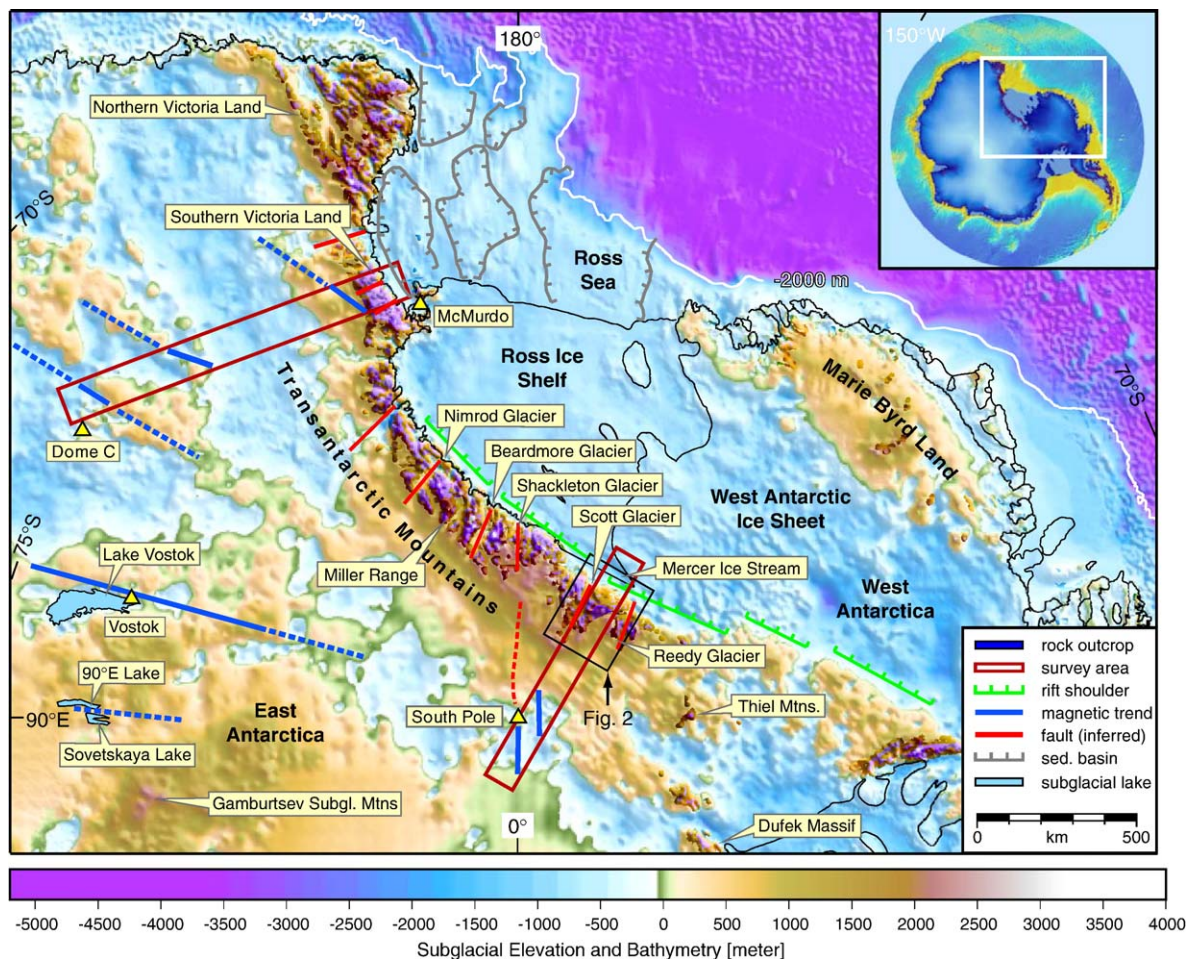 180°
150°W
Northern Victoria Land
70°S
Southern Victoria Land
Ross
Sea
-2000 m
McMurdo
Ross Ice
Shelf
Marie Byrd Land
70°S
Transantarctic Mountains
Nimrod Glacier
Dome C
Beardmore Glacier
Shackleton Glacier
Scott Glacier
West Antarctic
Ice Sheet
75°S
Lake Vostok
Miller Range
Mercer Ice Stream
West
Antarctica
Vostok
Reedy Glacier
90°E Lake
90°E
East
Antarctica
South Pole
Fig. 2
Thiel Mtns.
Sovetskaya Lake
Gamburtsev Subgl. Mtns
0°
Dufek Massif
rock outcrop
survey area
rift shoulder
magnetic trend
fault (inferred)
sed. basin
subglacial lake
0 km 500
-5000 -4500 -4000 -3500 -3000 -2500 -2000 -1500 -1000 -500 0 500 1000 1500 2000 2500 3000 3500 4000
Subglacial Elevation and Bathymetry [meter]